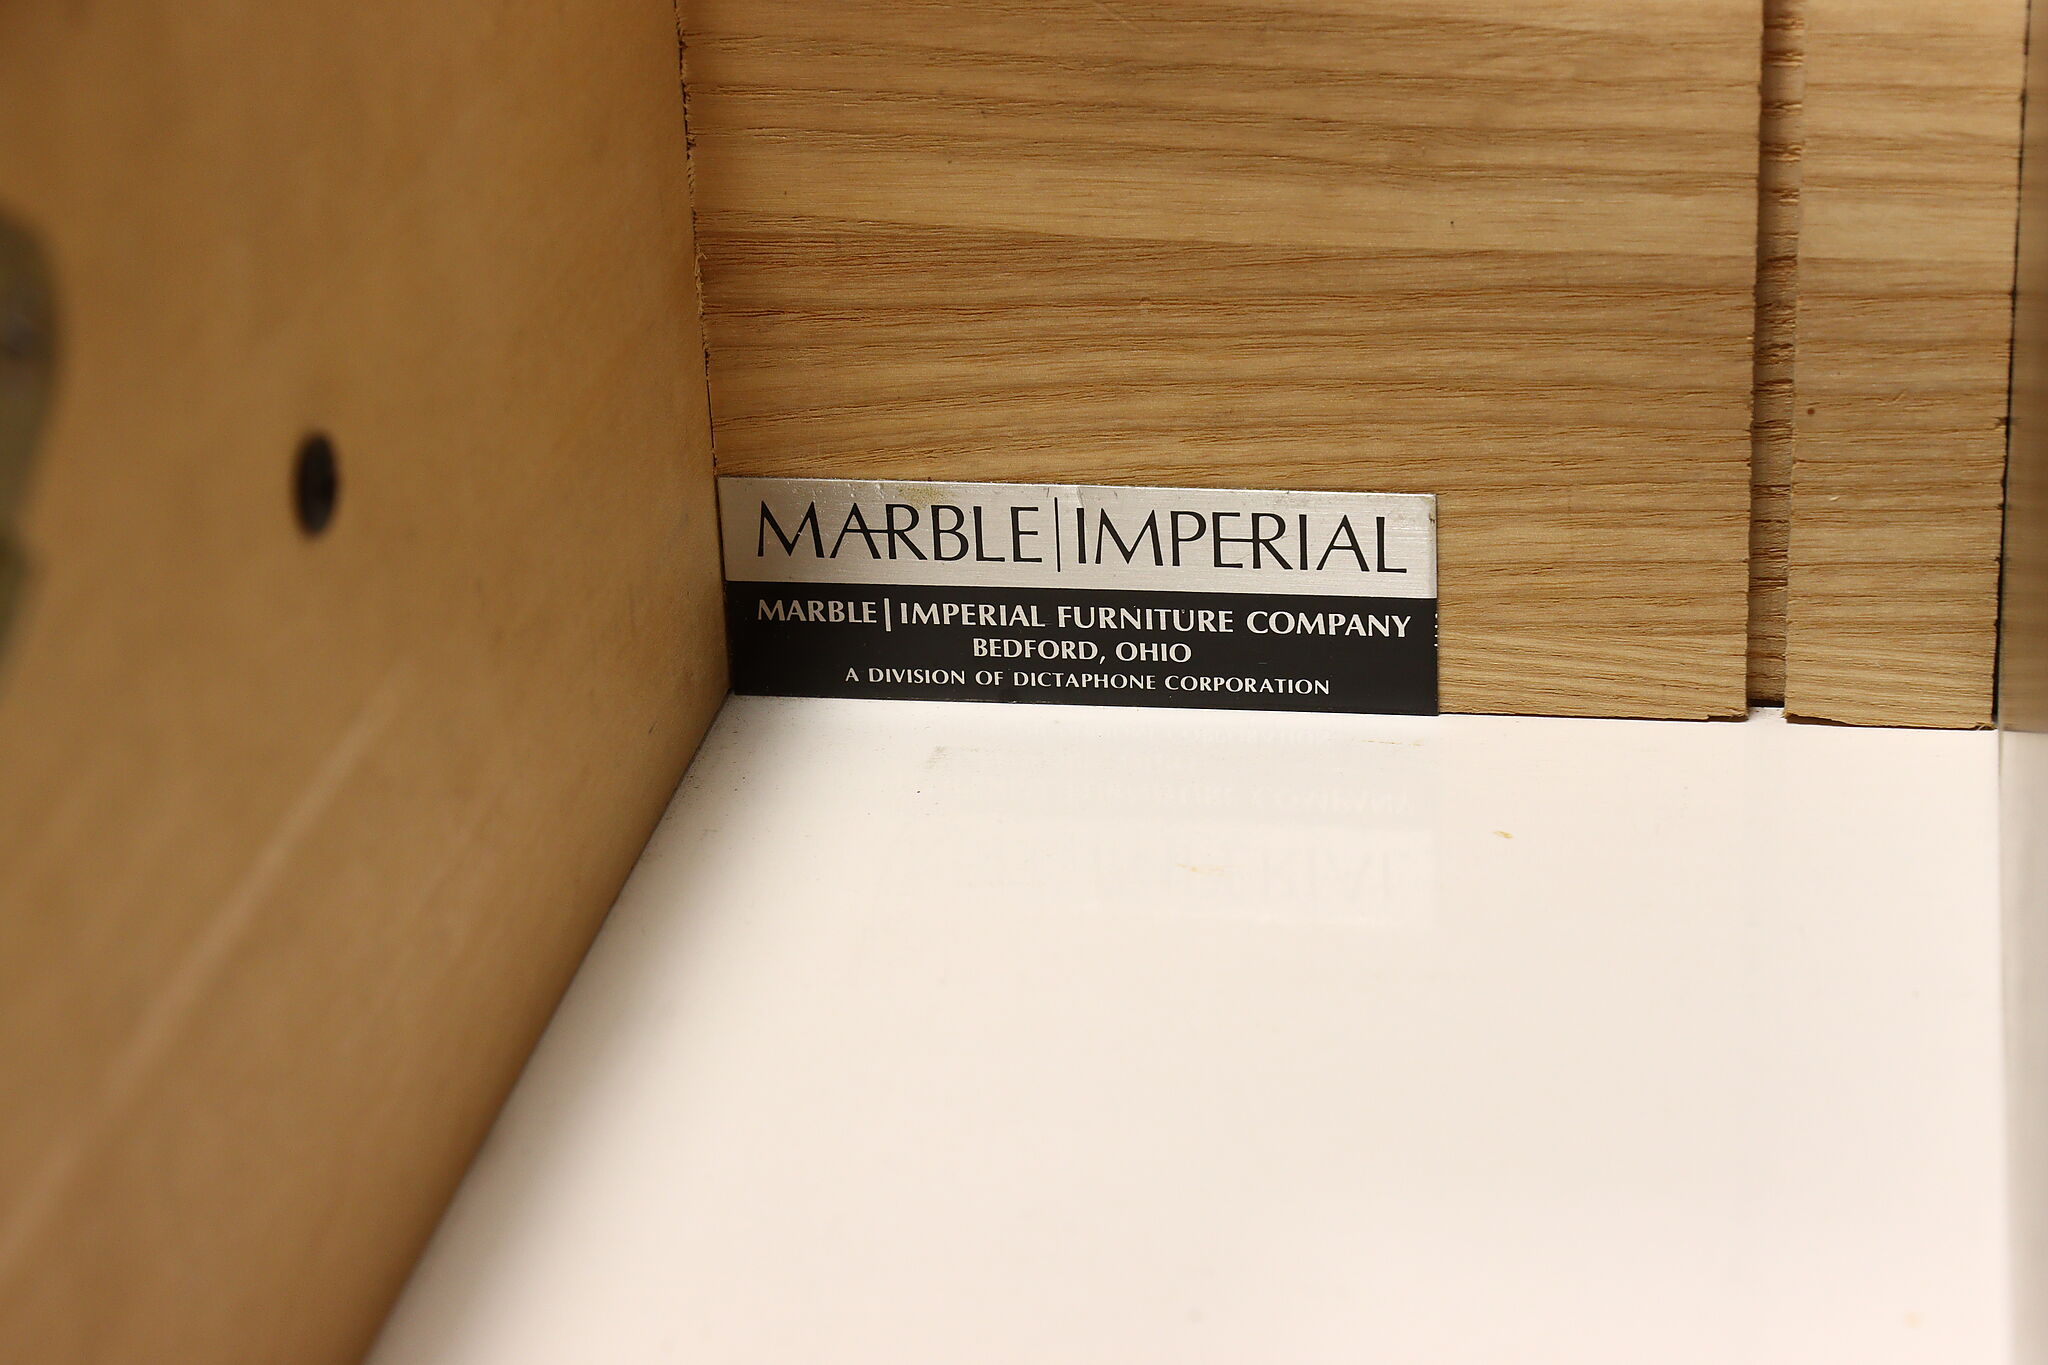 MARBLE|IMPERIAL
MARBLE|IMPERIAL FURNITURE COMPANY
BEDFORD, OHIO
A DIVISION OF DICTAPHONE CORPORATION